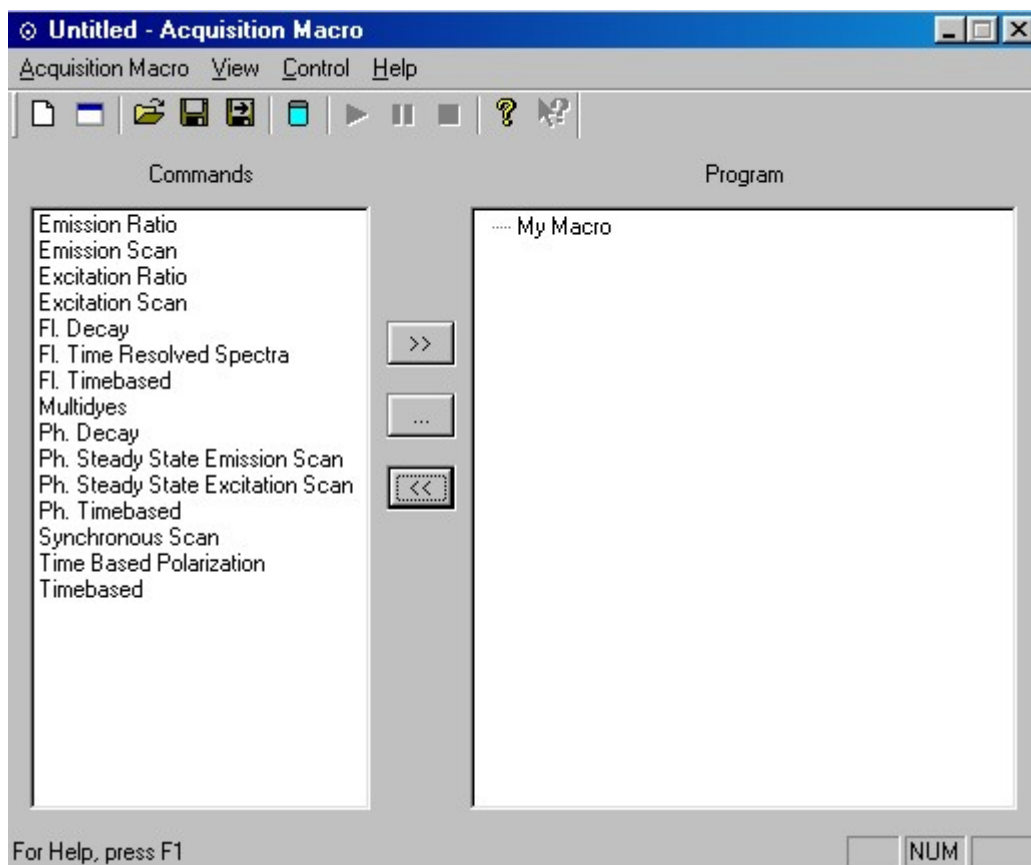 Untitled - Acquisition Macro
Acquisition Macro View Control Help
Commands
Program
Emission Ratio
Emission Scan
Excitation Ratio
Excitation Scan
Fl. Decay
Fl. Time Resolved Spectra
Fl. Timebased
Multidyes
Ph. Decay
Ph. Steady State Emission Scan
Ph. Steady State Excitation Scan
Ph. Timebased
Synchronous Scan
Time Based Polarization
Timebased
>>
...
<<
My Macro
For Help, press F1
NUM